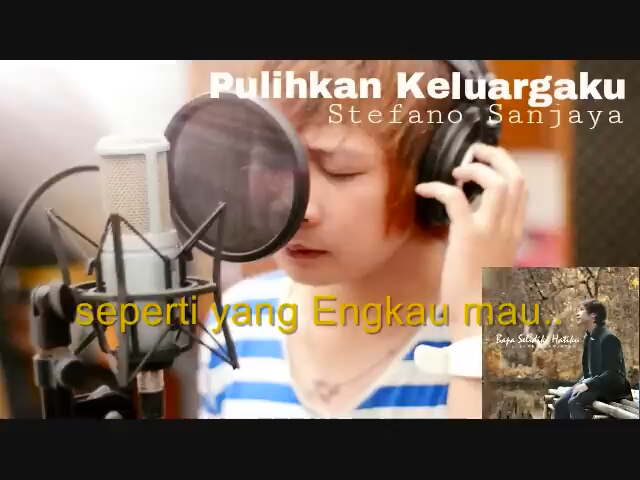 Pulihkan Keluargaku
Stefano Sanjaya
seperti yang Engkau mau..
Bapa Selidiki Hatiku